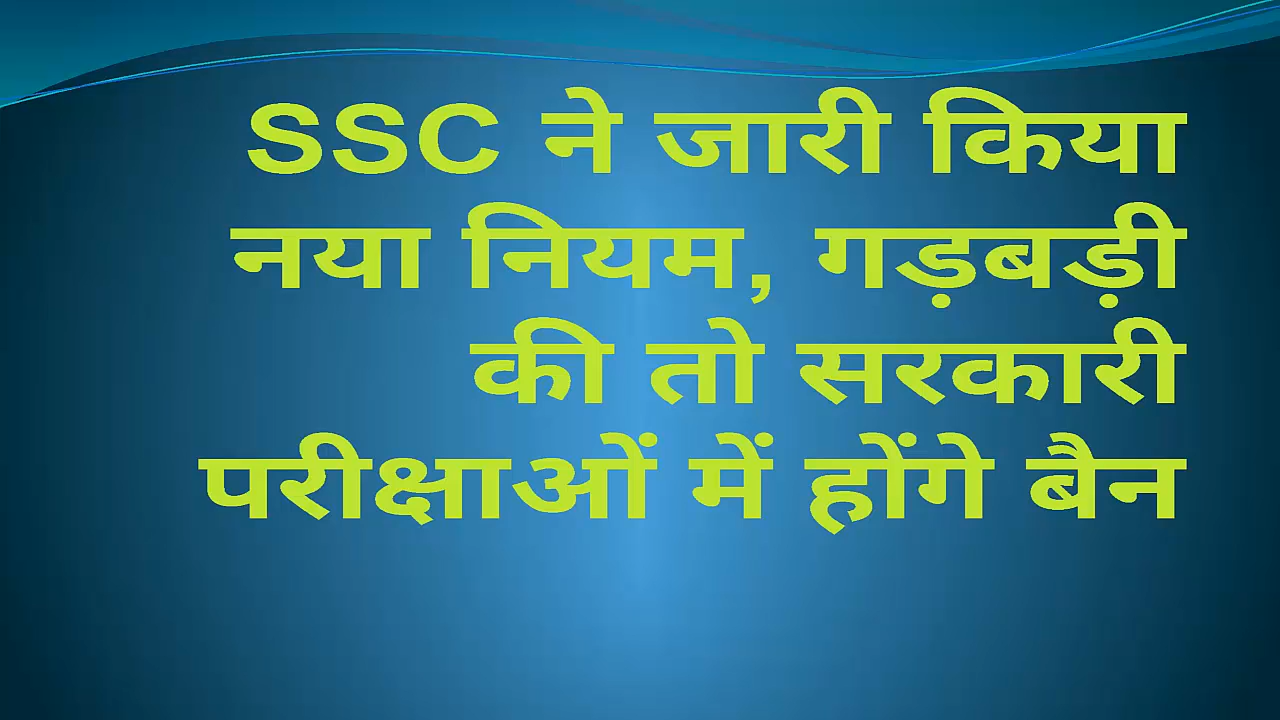 SSC ने जारी किया
नया नियम, गड़बड़ी
की तो सरकारी
परीक्षाओं में होंगे बैन